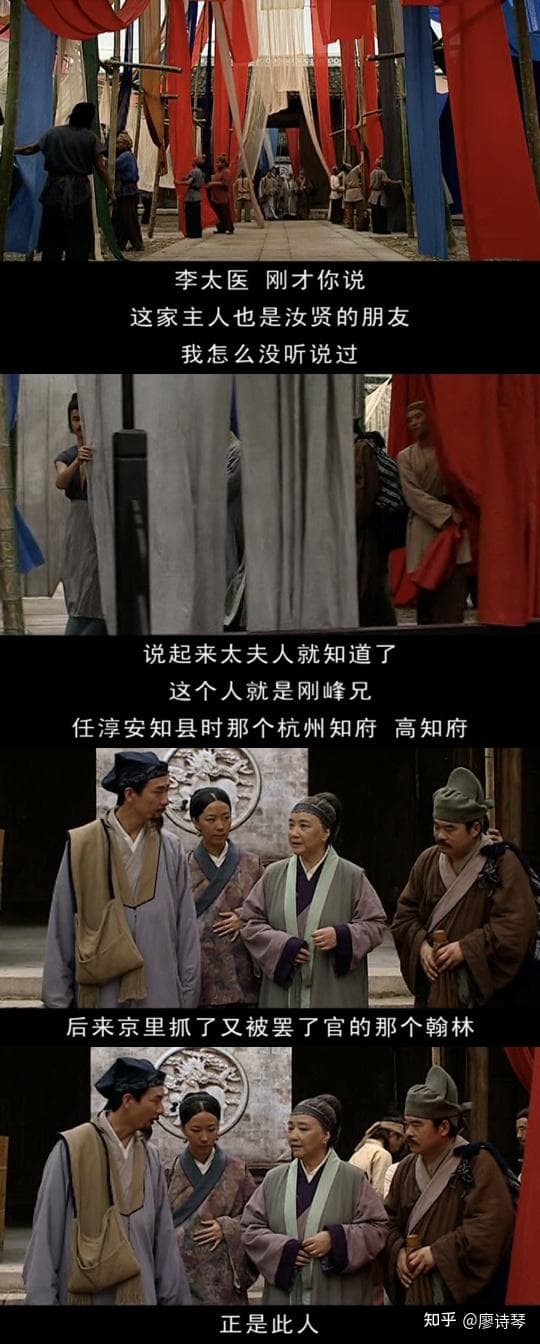 李太医 刚才你说
这家主人也是汝贤的朋友
我怎么没听说过
说起来太夫人就知道了
这个人就是刚峰兄
任淳安知县时那个杭州知府 高知府
后来京里抓了又被罢了官的那个翰林
正是此人
知乎 @廖诗琴